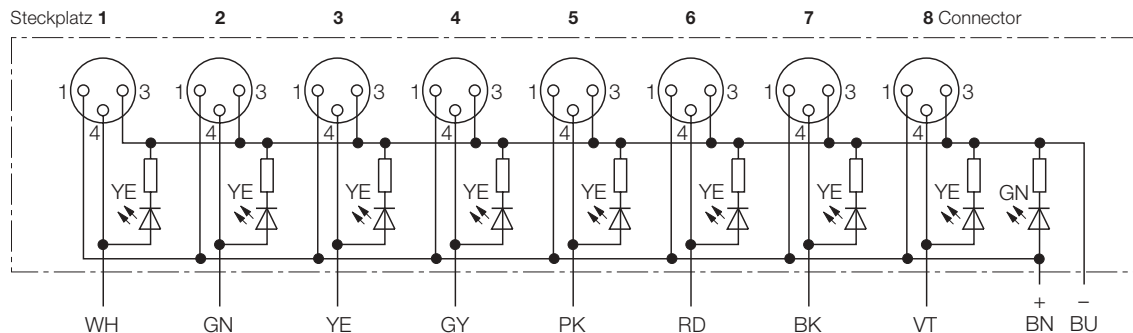 Steckplatz 1 2 3 4 5 6 7 8 Connector
1 3 1 3 1 3 1 3 1 3 1 3 1 3 1 3
4 4 4 4 4 4 4 4
YE YE YE YE YE YE YE YE GN
+ −
WH GN YE GY PK RD BK VT BN BU